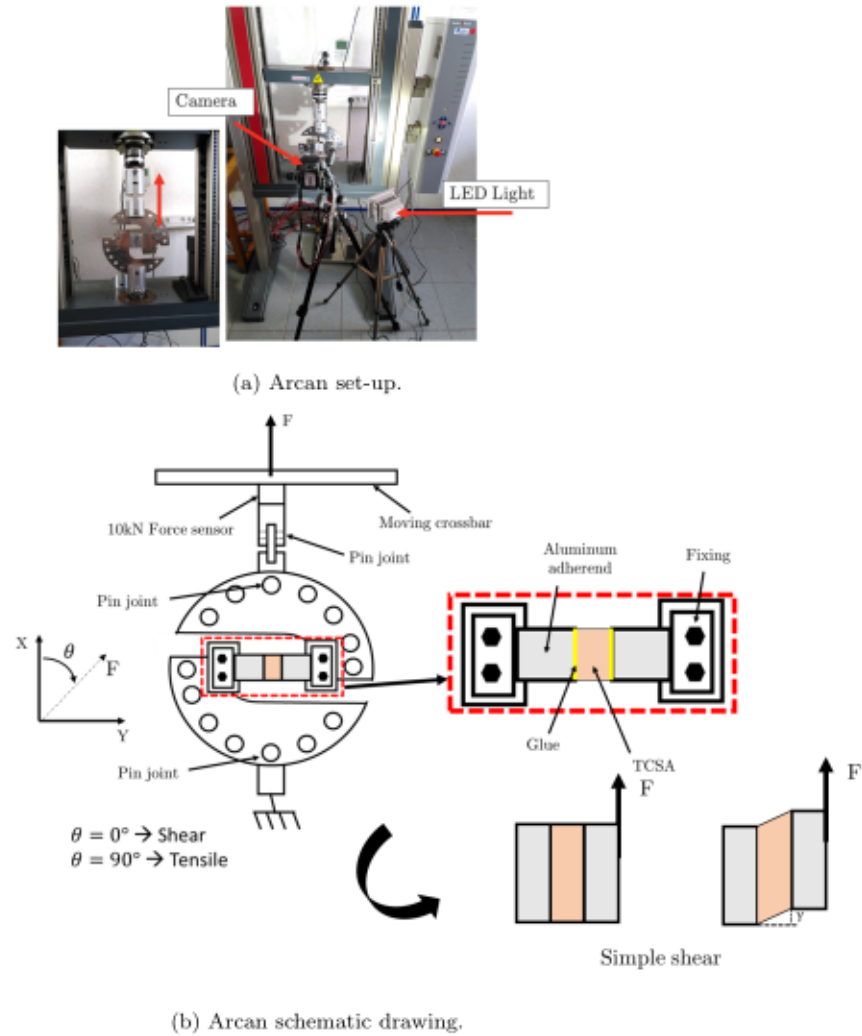 Camera
LED Light
(a) Arcan set-up.
F
10kN Force sensor
Moving crossbar
Pin joint
Pin joint
Aluminum
adherend
Fixing
X
θ
F
Y
Glue
TCSA
Pin joint
F
F
θ = 0° → Shear
θ = 90° → Tensile
γ
Simple shear
(b) Arcan schematic drawing.